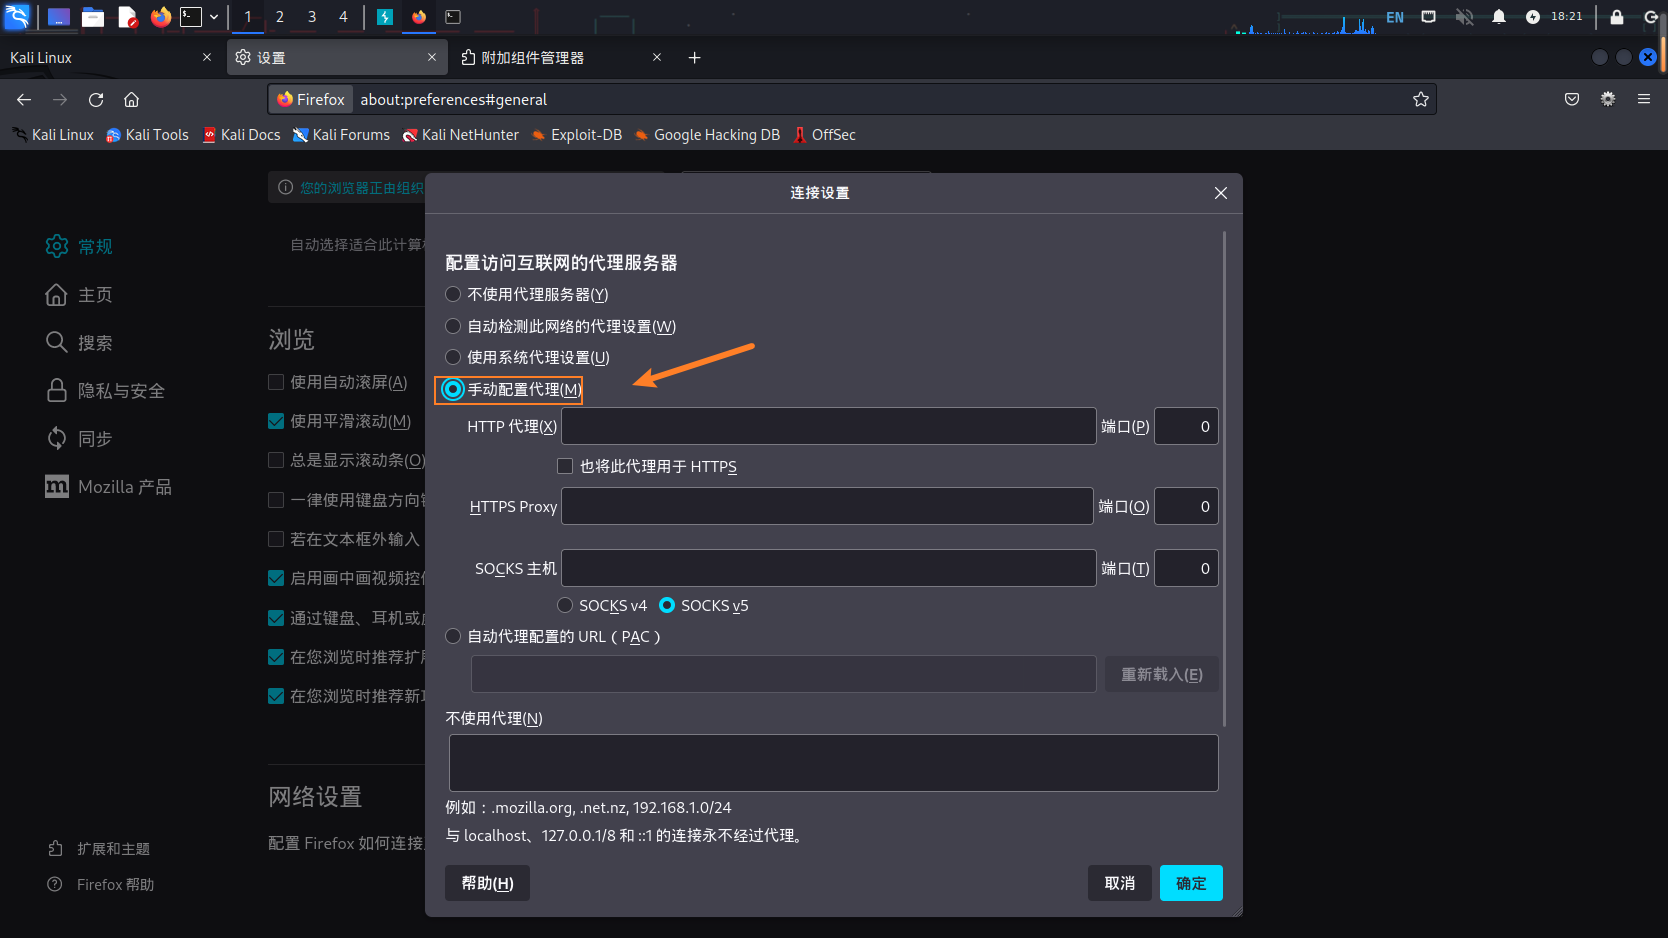 1 2 3 4
EN
18:21
Kali Linux
设置
附加组件管理器
Firefox
about:preferences#general
Kali Linux
Kali Tools
Kali Docs
Kali Forums
Kali NetHunter
Exploit-DB
Google Hacking DB
OffSec
您的浏览器正由组织
自动选择适合此计算
常规
主页
搜索
隐私与安全
同步
Mozilla 产品
扩展和主题
Firefox 帮助
浏览
使用自动滚屏(A)
使用平滑滚动(M)
总是显示滚动条(O)
一律使用键盘方向
若在文本框外输入
启用画中画视频控
通过键盘、耳机或
在您浏览时推荐扩
在您浏览时推荐新
网络设置
配置 Firefox 如何连接
连接设置
配置访问互联网的代理服务器
不使用代理服务器(Y)
自动检测此网络的代理设置(W)
使用系统代理设置(U)
手动配置代理(M)
HTTP 代理(X)
端口(P)
0
也将此代理用于 HTTPS
HTTPS Proxy
端口(O)
0
SOCKS 主机
端口(T)
0
SOCKS v4
SOCKS v5
自动代理配置的 URL（PAC）
重新载入(E)
不使用代理(N)
例如：.mozilla.org, .net.nz, 192.168.1.0/24
与 localhost、127.0.0.1/8 和 ::1 的连接永不经过代理。
帮助(H)
取消
确定